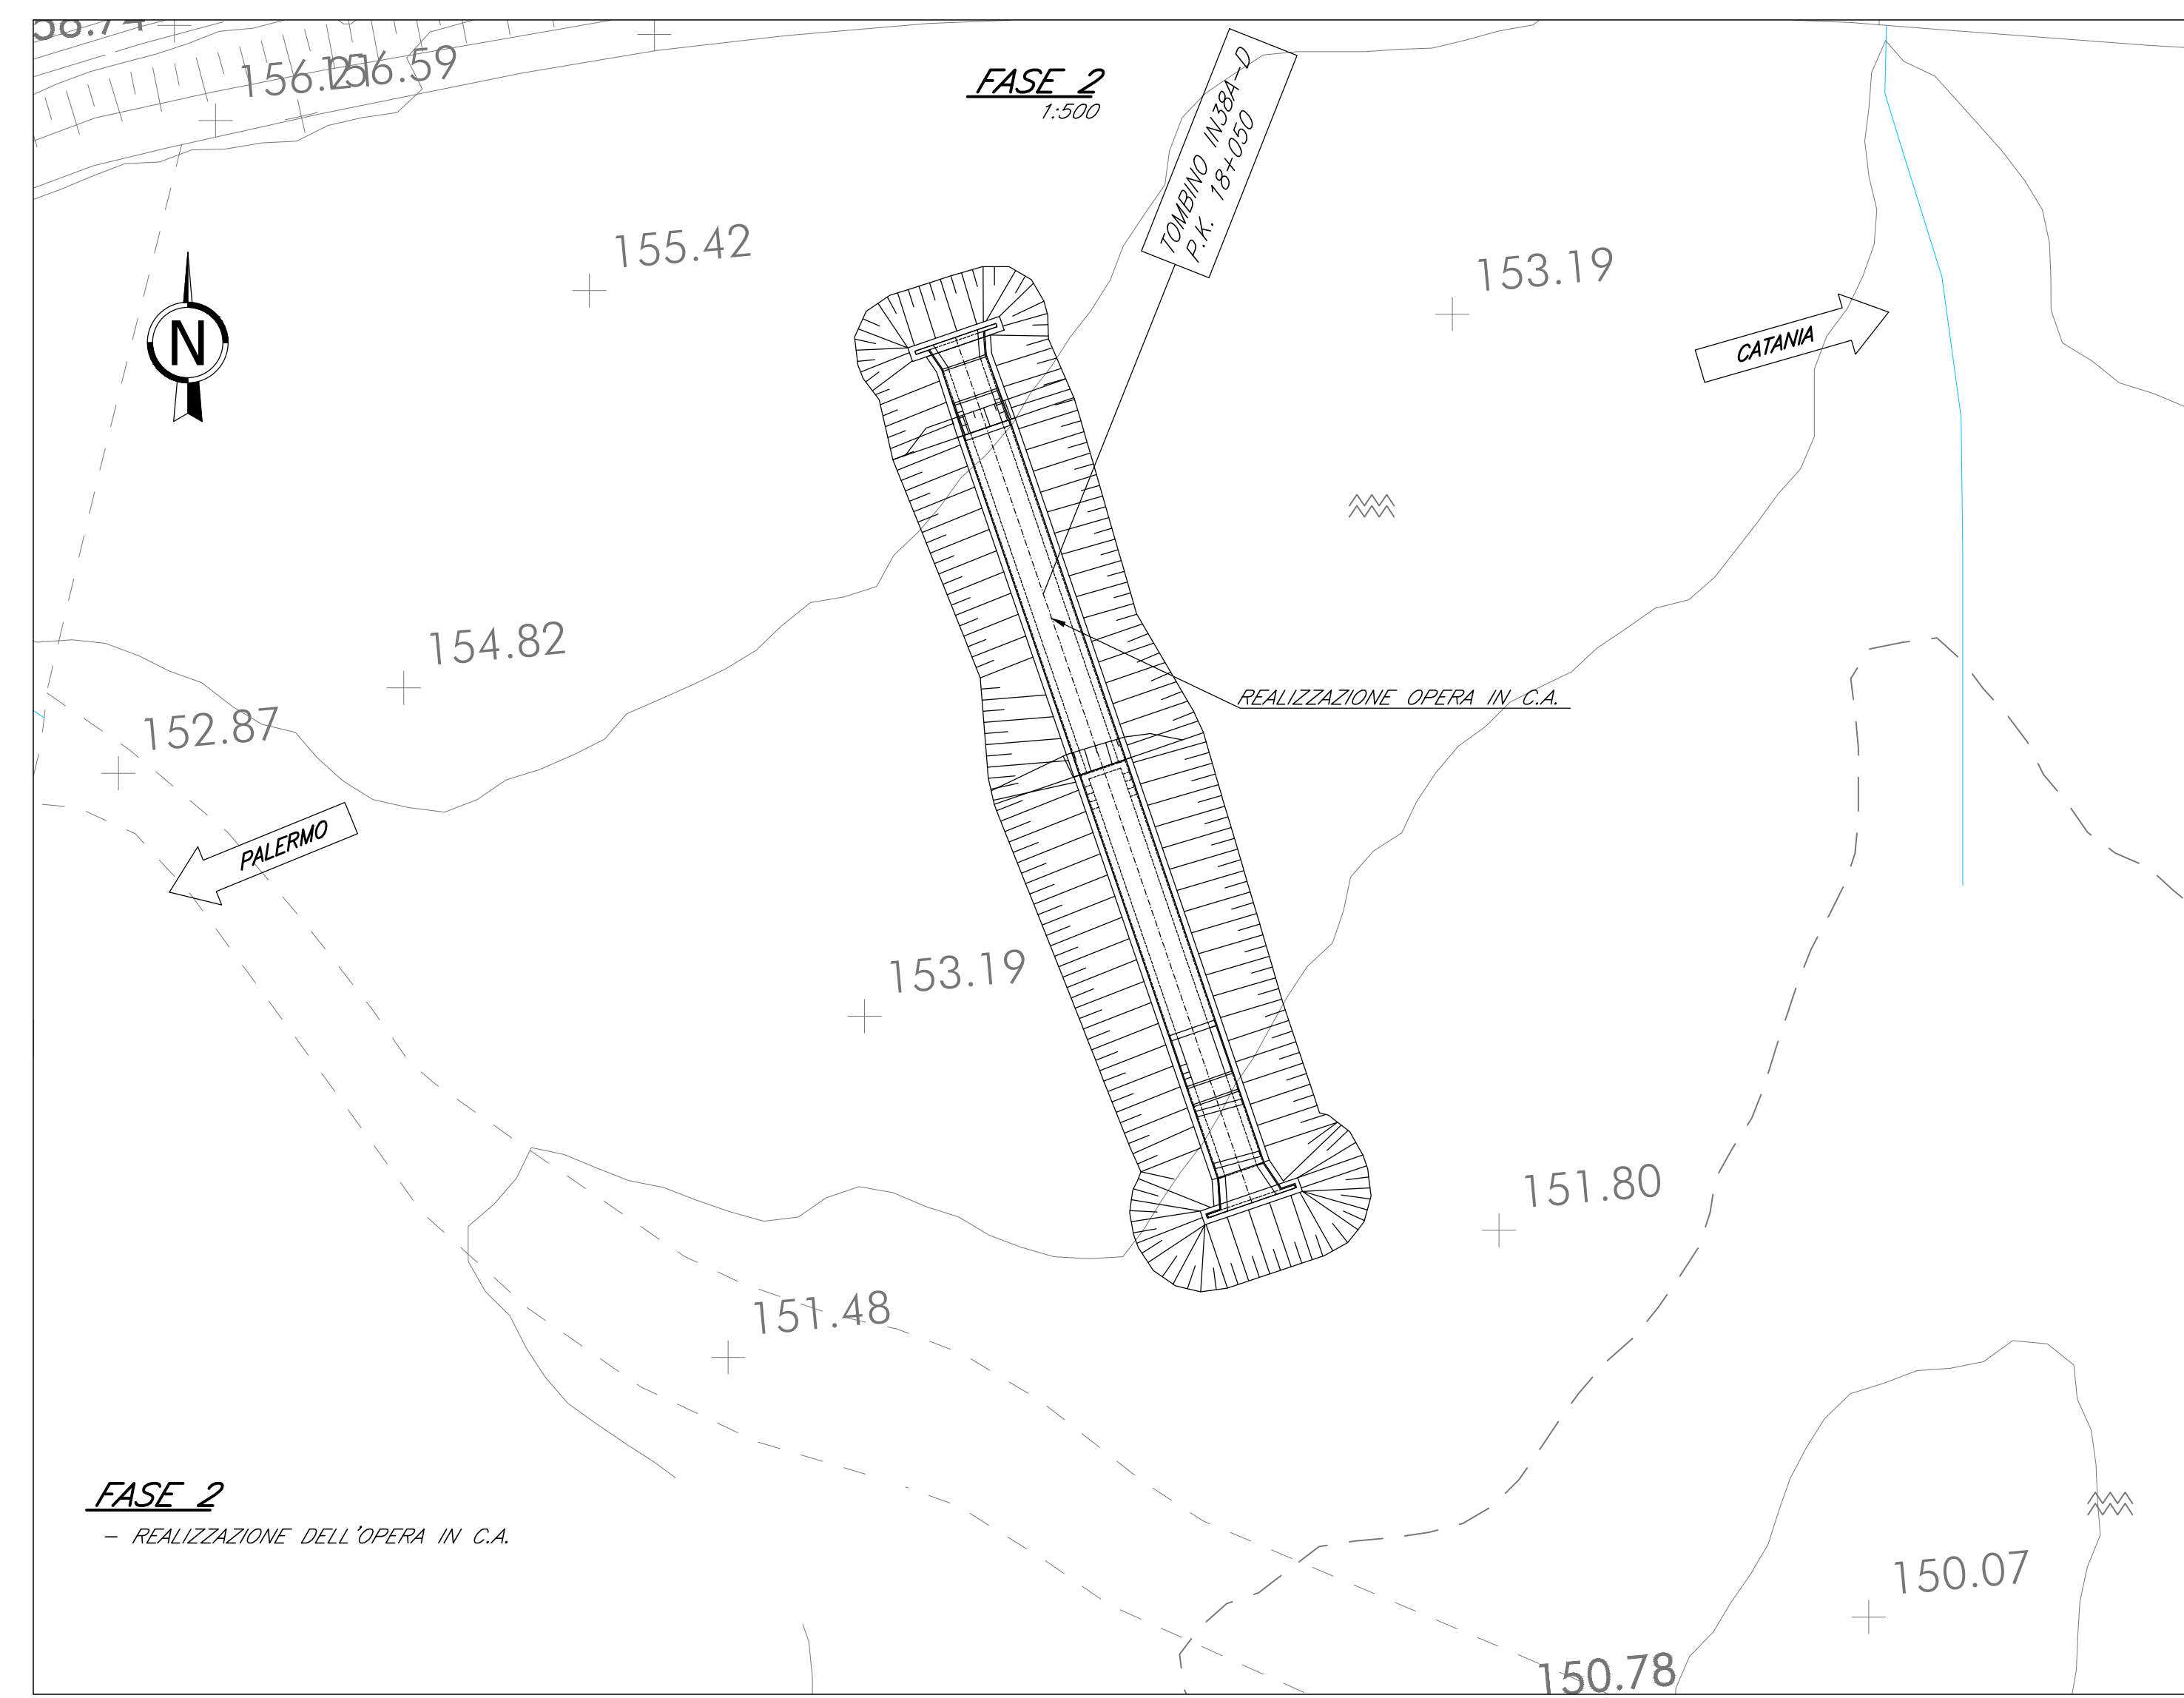 156.59
FASE 2
1:500
TOMBINO IN38A-D
P.K. 18+050
155.42
153.19
CATANIA
N
154.82
REALIZZAZIONE OPERA IN C.A.
152.87
PALERMO
153.19
151.80
151.48
FASE 2
- REALIZZAZIONE DELL'OPERA IN C.A.
150.07
150.78